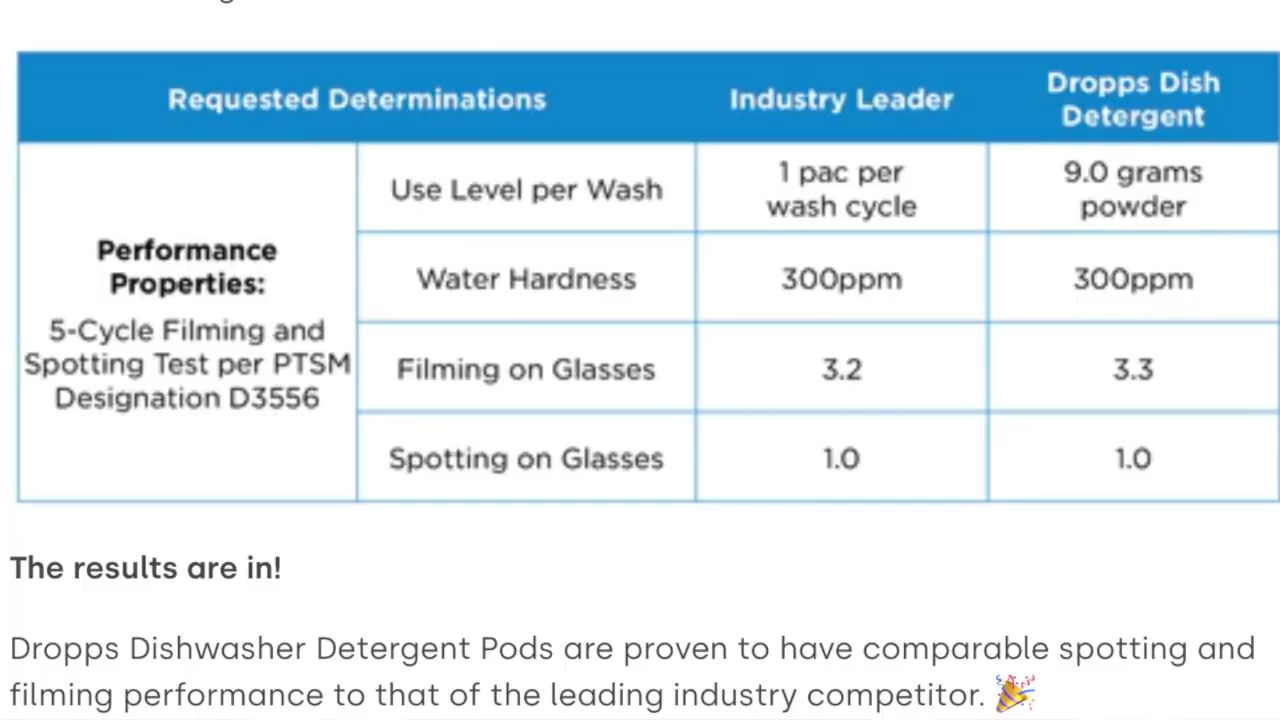 Requested Determinations
Industry Leader
Dropps Dish
Detergent
Performance
Properties:
5-Cycle Filming and
Spotting Test per PTSM
Designation D3556
Use Level per Wash
1 pac per
wash cycle
9.0 grams
powder
Water Hardness
300ppm
300ppm
Filming on Glasses
3.2
3.3
Spotting on Glasses
1.0
1.0
The results are in!
Dropps Dishwasher Detergent Pods are proven to have comparable spotting and
filming performance to that of the leading industry competitor. 🎉